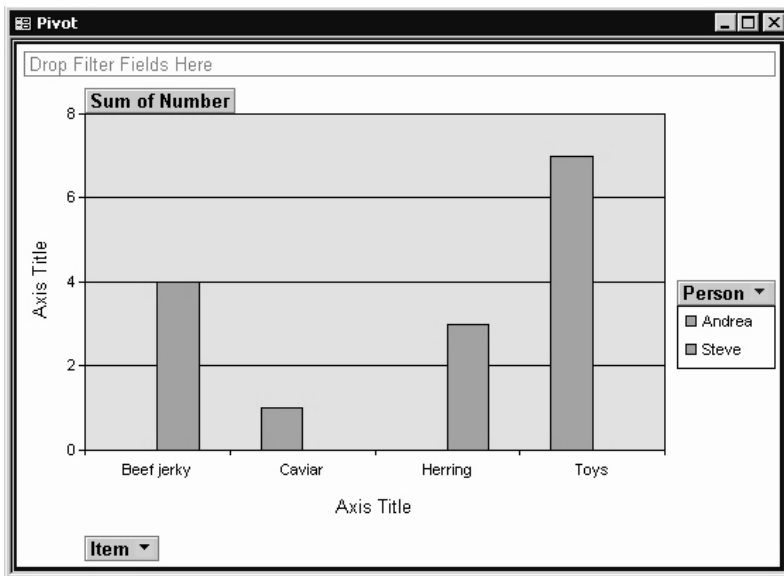 Pivot
Drop Filter Fields Here
Sum of Number
8
6
4
2
0
Axis Title
Beef jerky Caviar Herring Toys
Axis Title
Item
Person
Andrea
Steve